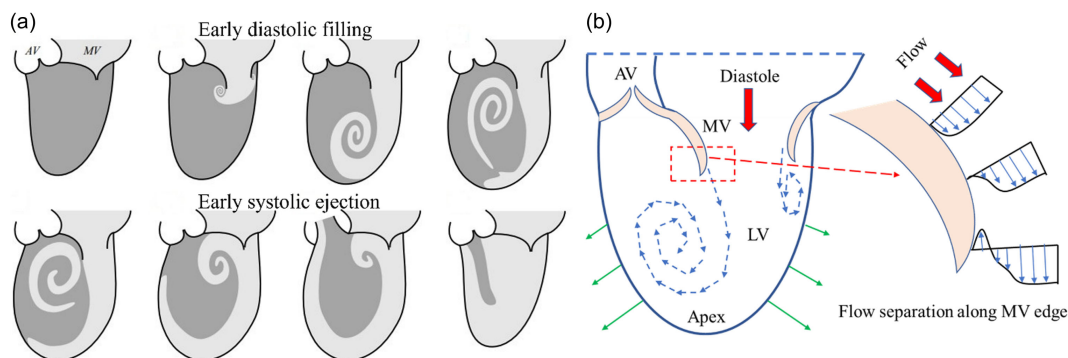 (a)
Early diastolic filling
AV
MV
Early systolic ejection
(b)
AV
Diastole
MV
LV
Apex
Flow
Flow separation along MV edge